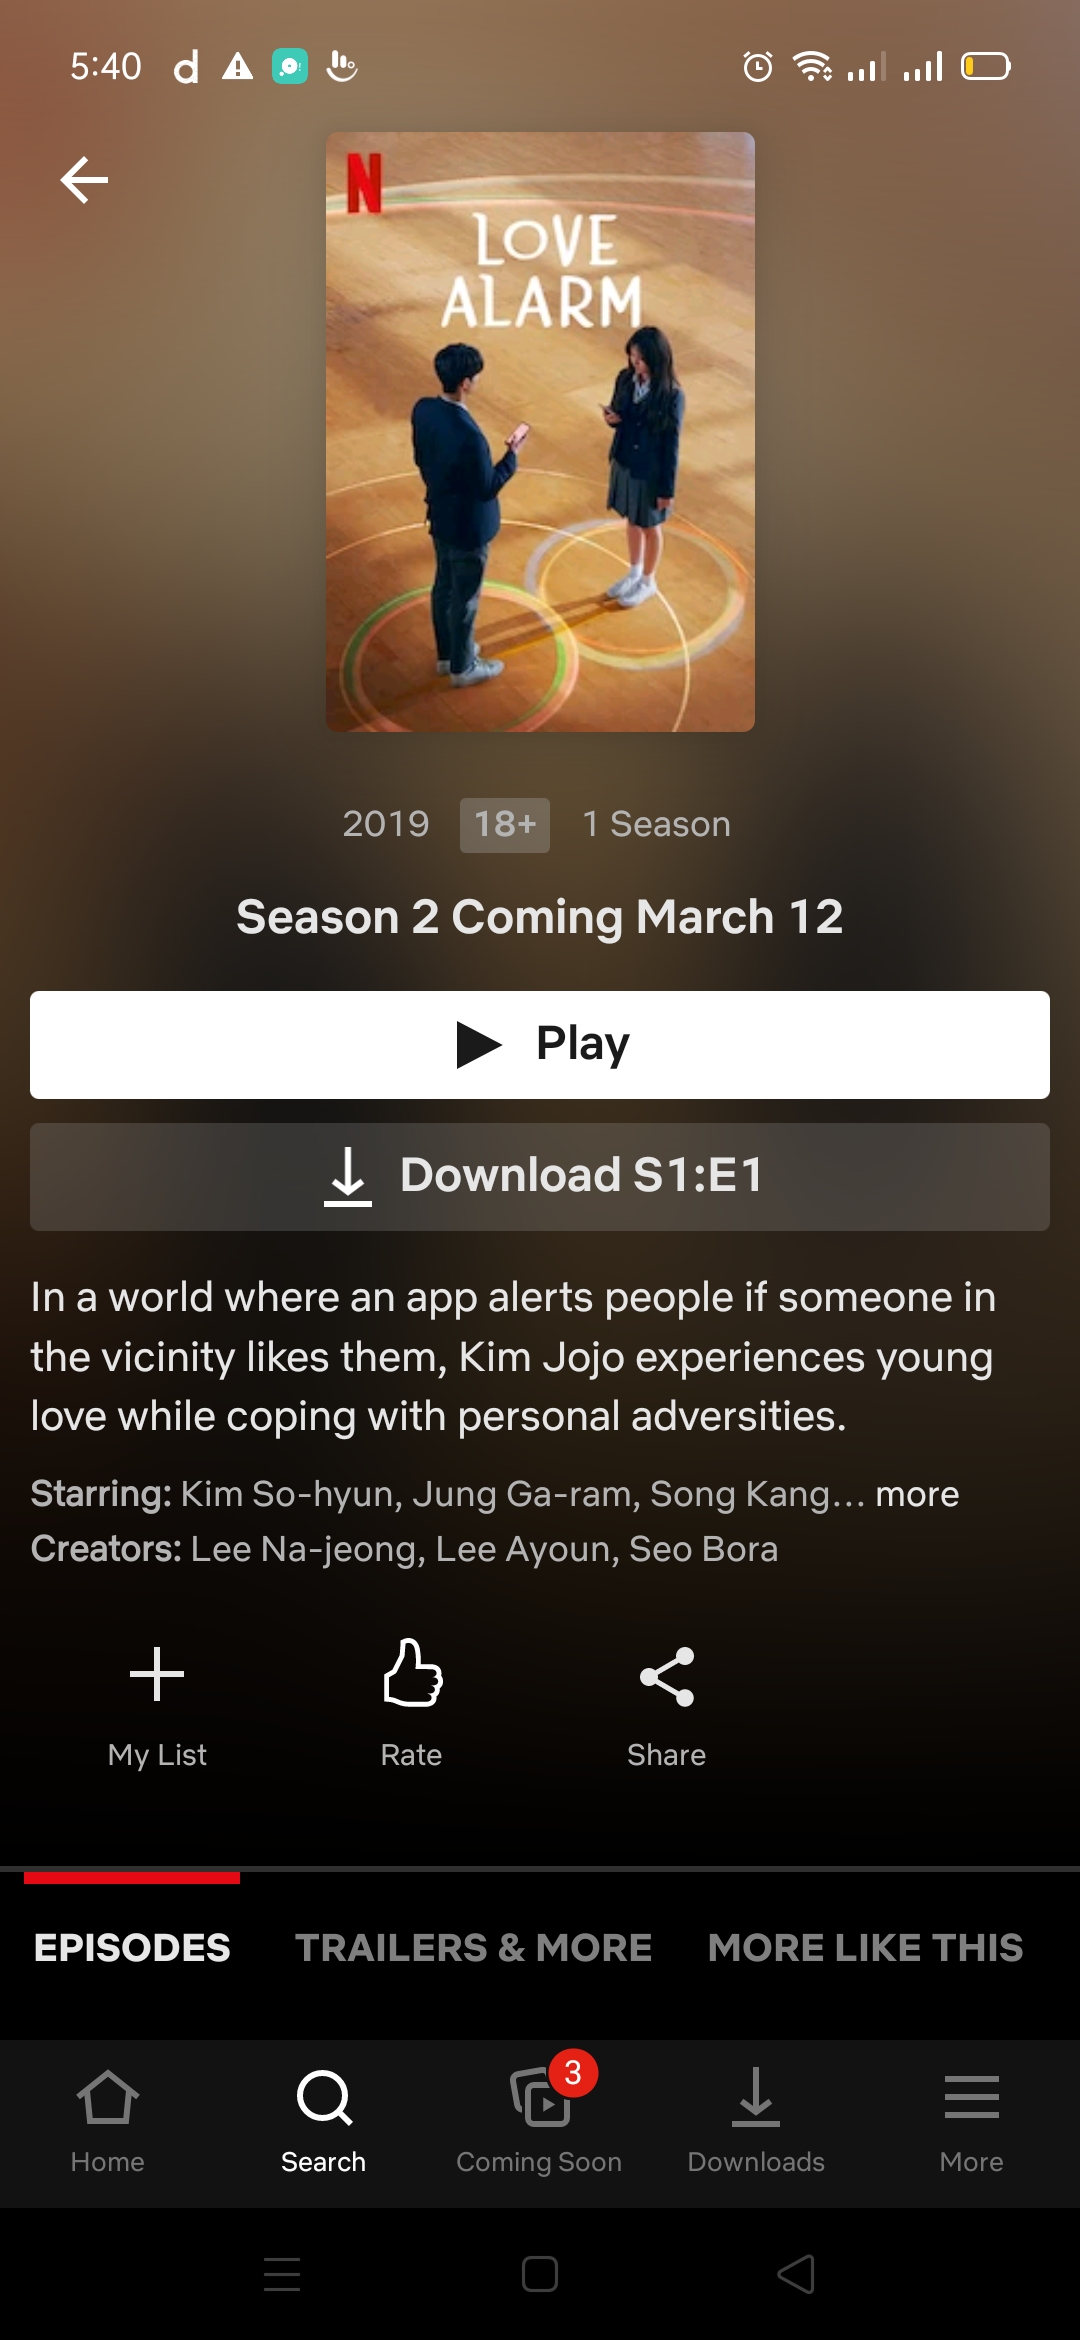 5:40
N
LOVE
ALARM
2019 18+ 1 Season
Season 2 Coming March 12
Play
Download S1:E1
In a world where an app alerts people if someone in
the vicinity likes them, Kim Jojo experiences young
love while coping with personal adversities.
Starring: Kim So-hyun, Jung Ga-ram, Song Kang... more
Creators: Lee Na-jeong, Lee Ayoun, Seo Bora
My List Rate Share
EPISODES TRAILERS & MORE MORE LIKE THIS
3
Home Search Coming Soon Downloads More